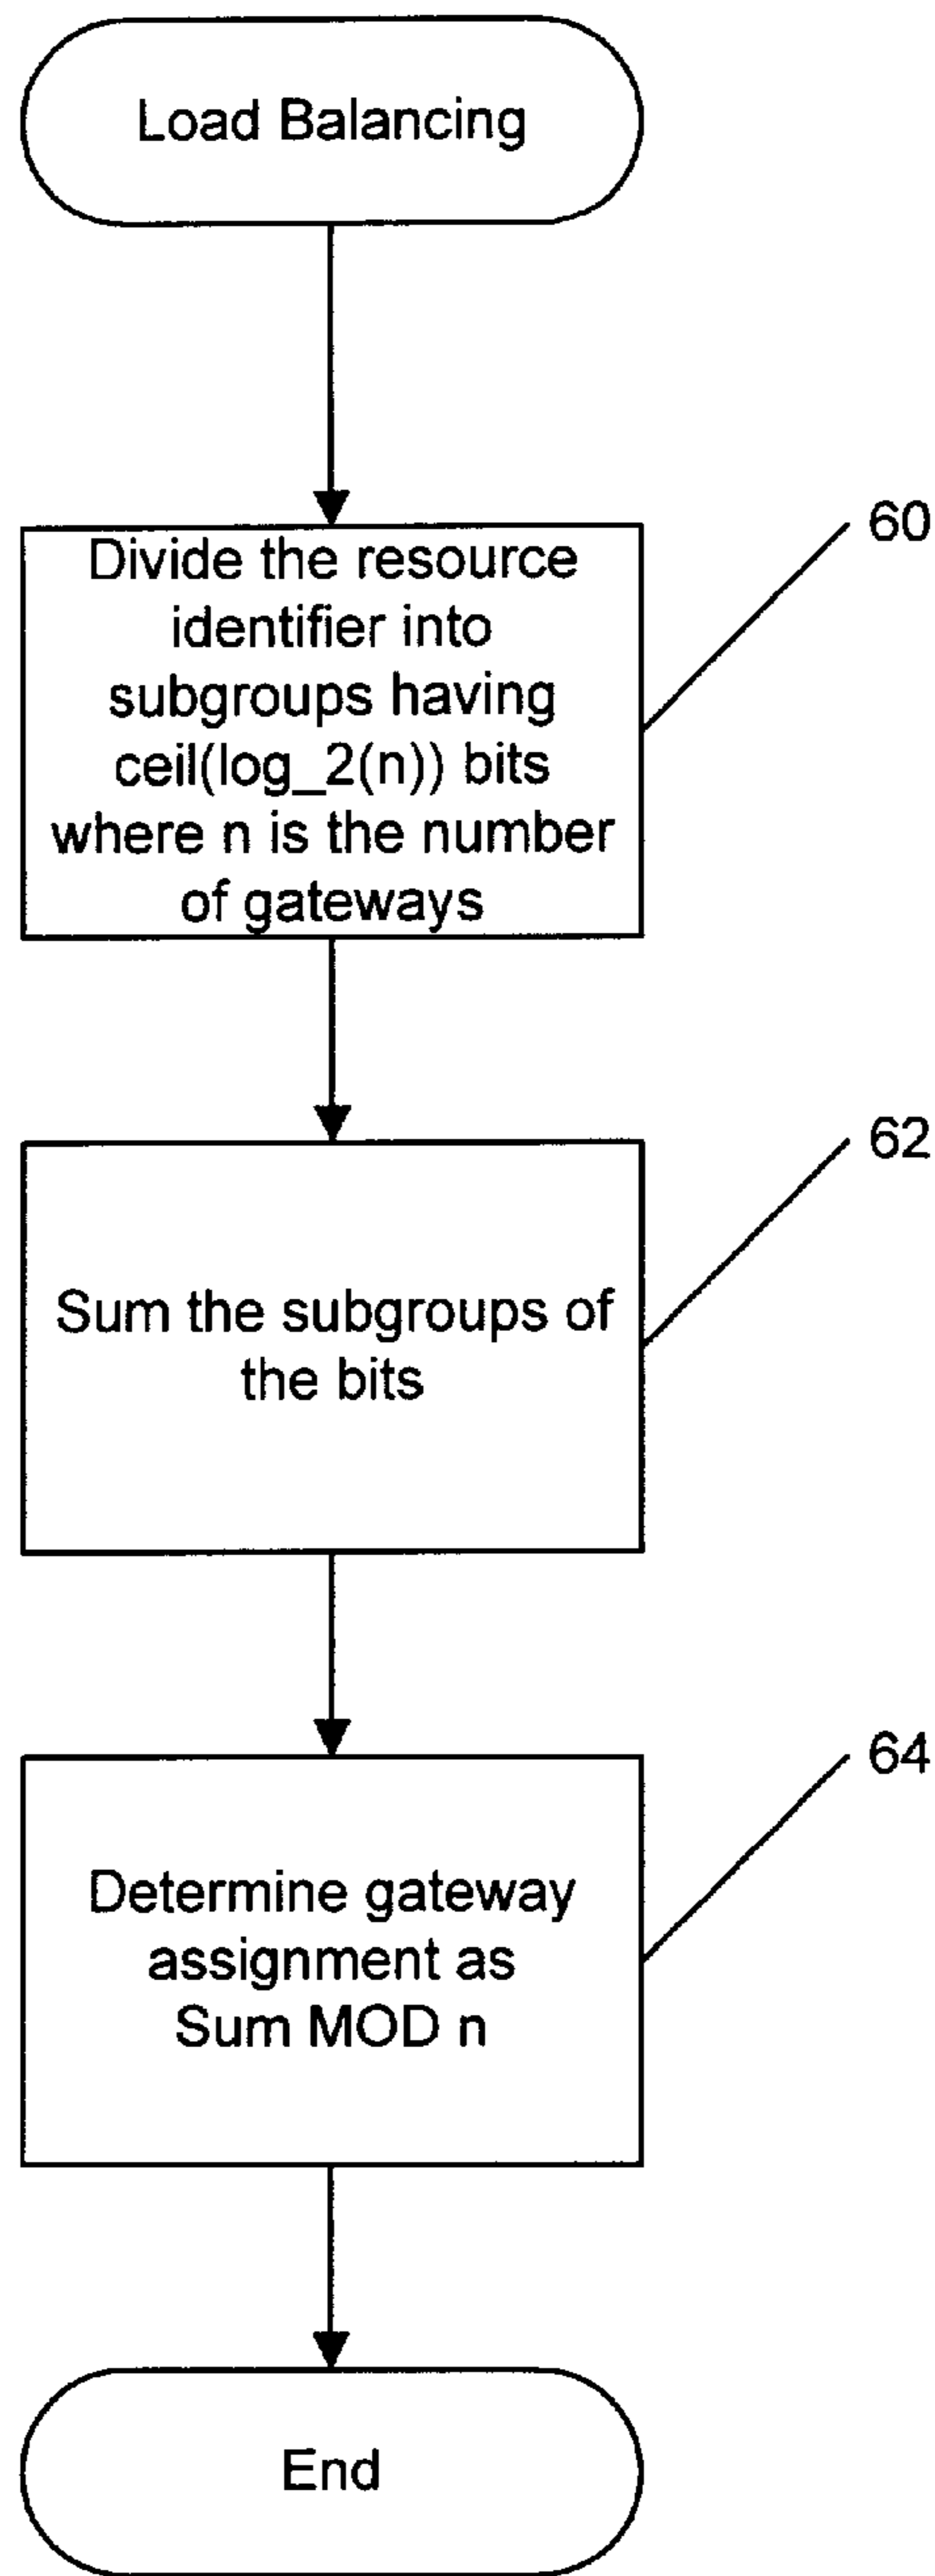 Load Balancing
60
Divide the resource
identifier into
subgroups having
ceil(log_2(n)) bits
where n is the number
of gateways
62
Sum the subgroups of
the bits
64
Determine gateway
assignment as
Sum MOD n
End